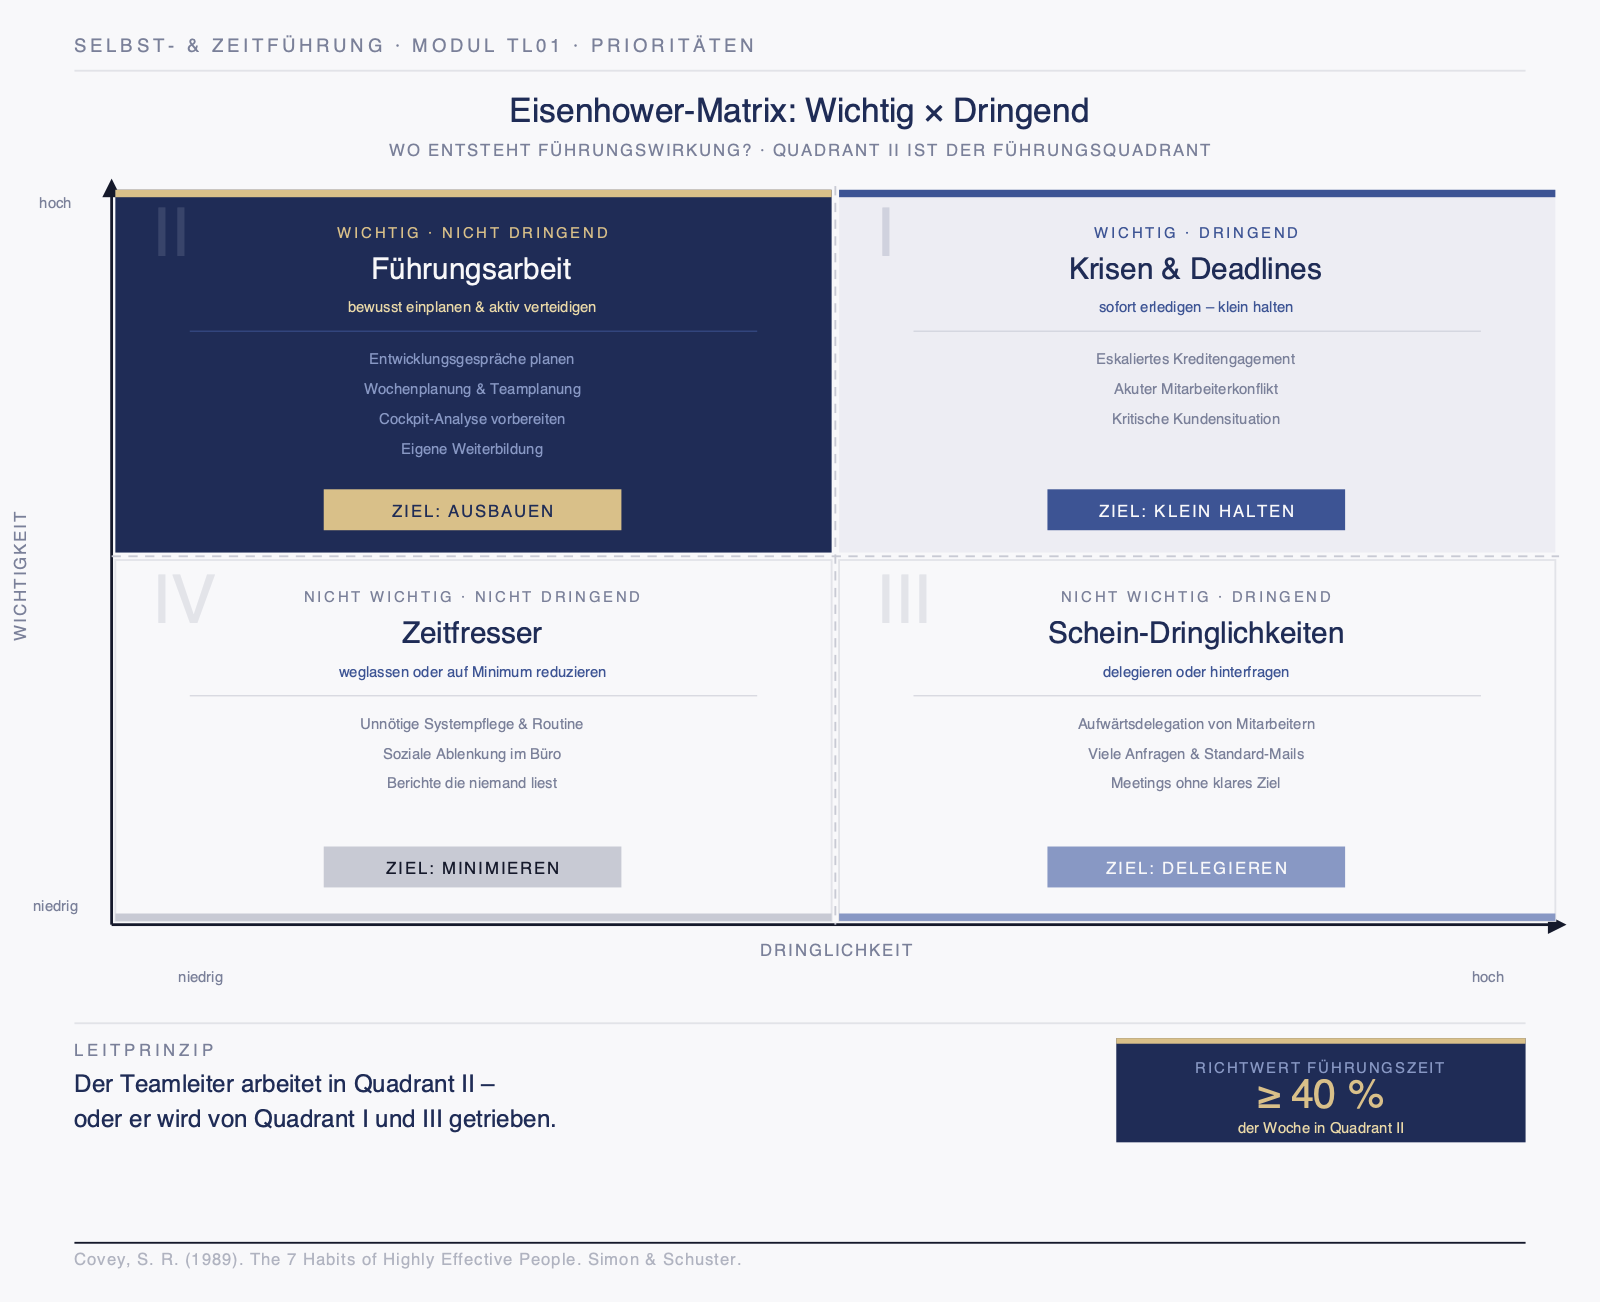 SELBST- & ZEITFÜHRUNG · MODUL TL01 · PRIORITÄTEN
Eisenhower-Matrix: Wichtig × Dringend
WO ENTSTEHT FÜHRUNGSWIRKUNG? · QUADRANT II IST DER FÜHRUNGSQUADRANT
hoch
WICHTIGKEIT
niedrig
II
WICHTIG · NICHT DRINGEND
Führungsarbeit
bewusst einplanen & aktiv verteidigen
Entwicklungsgespräche planen
Wochenplanung & Teamplanung
Cockpit-Analyse vorbereiten
Eigene Weiterbildung
ZIEL: AUSBAUEN
I
WICHTIG · DRINGEND
Krisen & Deadlines
sofort erledigen – klein halten
Eskaliertes Kreditengagement
Akuter Mitarbeiterkonflikt
Kritische Kundensituation
ZIEL: KLEIN HALTEN
IV
NICHT WICHTIG · NICHT DRINGEND
Zeitfresser
weglassen oder auf Minimum reduzieren
Unnötige Systempflege & Routine
Soziale Ablenkung im Büro
Berichte die niemand liest
ZIEL: MINIMIEREN
III
NICHT WICHTIG · DRINGEND
Schein-Dringlichkeiten
delegieren oder hinterfragen
Aufwärtsdelegation von Mitarbeitern
Viele Anfragen & Standard-Mails
Meetings ohne klares Ziel
ZIEL: DELEGIEREN
DRINGLICHKEIT
niedrig
hoch
LEITPRINZIP
Der Teamleiter arbeitet in Quadrant II –
oder er wird von Quadrant I und III getrieben.
RICHTWERT FÜHRUNGSZEIT
≥ 40 %
der Woche in Quadrant II
Covey, S. R. (1989). The 7 Habits of Highly Effective People. Simon & Schuster.